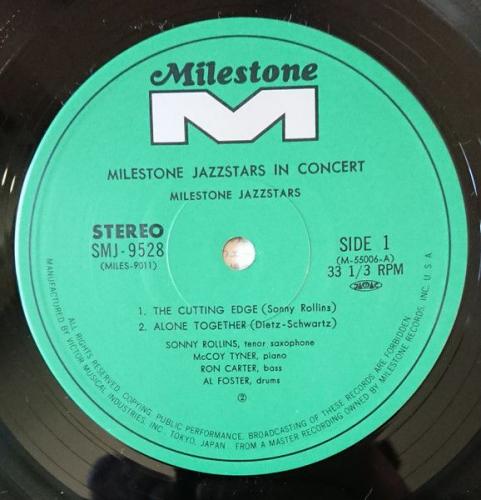 Milestone
M
MILESTONE JAZZSTARS IN CONCERT
MILESTONE JAZZSTARS
STEREO
SMJ-9528
(MILES-9011)
SIDE 1
(M-55006-A)
33 1/3 RPM
JASRAC
1. THE CUTTING EDGE (Sonny Rollins)
2. ALONE TOGETHER (Dietz-Schwartz)
SONNY ROLLINS, tenor saxophone
McCOY TYNER, piano
RON CARTER, bass
AL FOSTER, drums
②
ALL RIGHTS RESERVED. COPYING, PUBLIC PERFORMANCE, BROADCASTING OF THESE RECORDS ARE FORBIDDEN.
MANUFACTURED BY VICTOR MUSICAL INDUSTRIES, INC., TOKYO, JAPAN FROM A MASTER RECORDING OWNED BY MILESTONE RECORDS, INC. U.S.A.